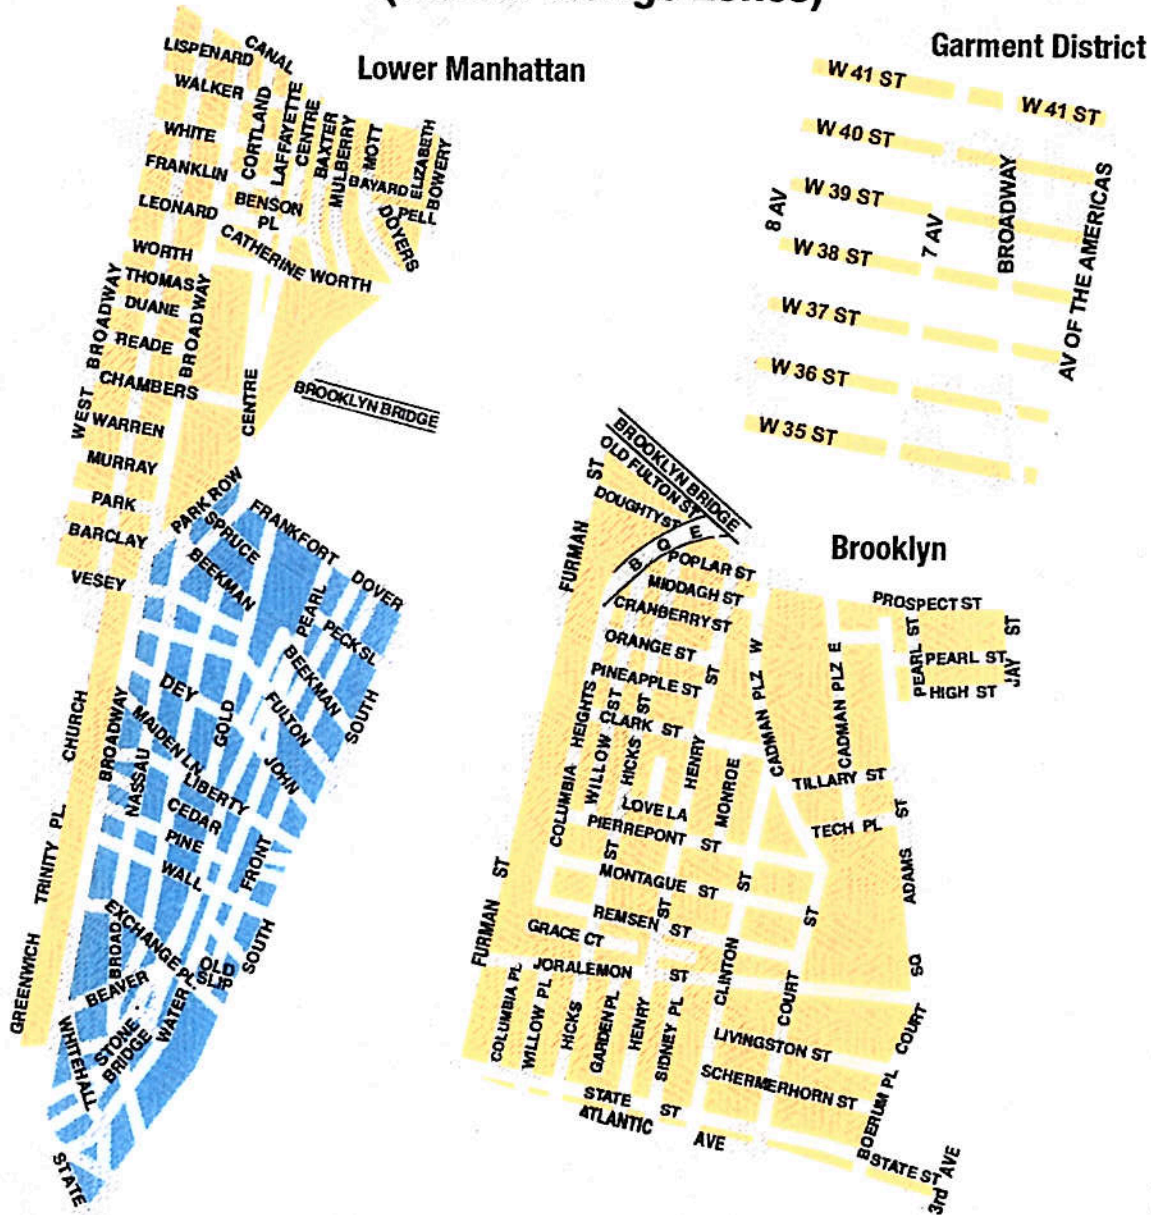 Lower Manhattan
LISPENARD
CANAL
WALKER
CORTLAND
LAFFAYETTE
CENTRE
BAXTER
MULBERRY
MOTT
ELIZABETH
BOWERY
WHITE
FRANKLIN
BAYARD
BENSON
PL
PELL
DOYERS
LEONARD
CATHERINE
WORTH
WORTH
THOMAS
DUANE
READE
WEST
BROADWAY
BROADWAY
CHAMBERS
CENTRE
BROOKLYN BRIDGE
WARREN
MURRAY
PARK
BARCLAY
VESEY
PARK ROW
SPRUCE
FRANKFORT
BEEKMAN
DOVER
PEARL
PECK SL
BEEKMAN
SOUTH
DEY
GOLD
FULTON
JOHN
CHURCH
BROADWAY
MAIDEN LN
NASSAU
LIBERTY
CEDAR
PINE
WALL
FRONT
TRINITY PL
EXCHANGE PL
BROAD
OLD
SLIP
SOUTH
GREENWICH
BEAVER
WATER
STONE
BRIDGE
WHITEHALL
STATE
Garment District
W 41 ST
W 41 ST
W 40 ST
W 39 ST
8 AV
7 AV
BROADWAY
AV OF THE AMERICAS
W 38 ST
W 37 ST
W 36 ST
W 35 ST
Brooklyn
BROOKLYN BRIDGE
OLD FULTON ST
DOUGHTY ST
B Q E
FURMAN ST
POPLAR ST
MIDDAGH ST
CRANBERRY ST
ORANGE ST
PINEAPPLE ST
CLARK ST
COLUMBIA HEIGHTS
WILLOW ST
HICKS ST
HENRY ST
MONROE
CADMAN PLZ W
CADMAN PLZ E
PROSPECT ST
PEARL ST
PEARL ST
JAY ST
HIGH ST
TILLARY ST
TECH PL
ADAMS ST
LOVE LA
PIERREPONT ST
MONTAGUE ST
REMSEN ST
ST
ST
ST
ST
GRACE CT
JORALEMON ST
FURMAN ST
COLUMBIA PL
WILLOW PL
HICKS
GARDEN PL
HENRY
SIDNEY PL
CLINTON
COURT
LIVINGSTON ST
SCHERMERHORN ST
COURT SQ
BOERUM PL
STATE ST
ATLANTIC AVE
STATE ST
3rd AVE